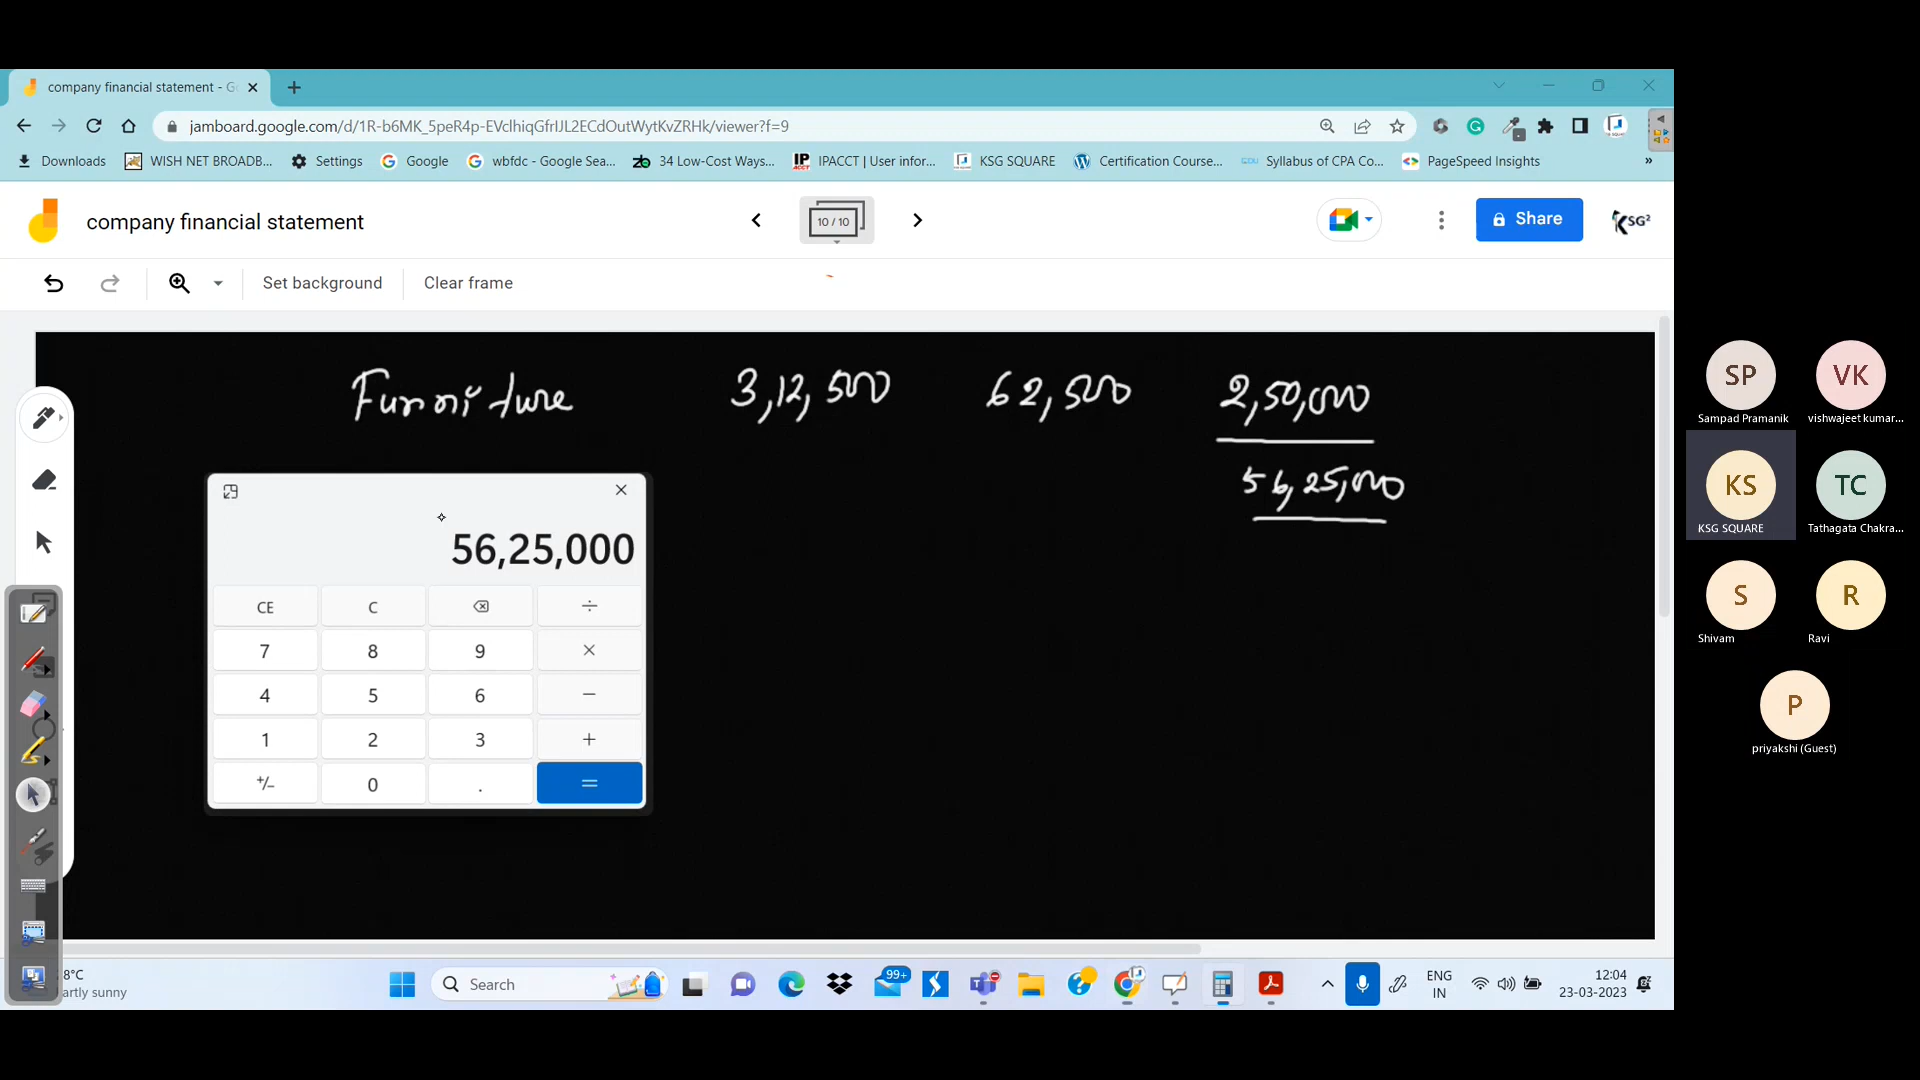 company financial statement - G
jamboard.google.com/d/1R-b6MK_5peR4p-EVclhiqGfrIJL2ECdOutWytKvZRHk/viewer?f=9
Downloads WISH NET BROADB... Settings Google wbfdc - Google Sea... 34 Low-Cost Ways... IPACCT | User infor... KSG SQUARE Certification Course... Syllabus of CPA Co... PageSpeed Insights »
company financial statement 10 / 10 Share KSG²
Set background Clear frame
Furniture 3,12,500 62,500 2,50,000
56,25,000
56,25,000
CE C ÷
7 8 9 ×
4 5 6 −
1 2 3 +
+/− 0 . =
SP VK
Sampad Pramanik vishwajeet kumar...
KS TC
KSG SQUARE Tathagata Chakra...
S R
Shivam Ravi
P
priyakshi (Guest)
8°C
artly sunny
Search 99+ ENG IN 12:04 23-03-2023